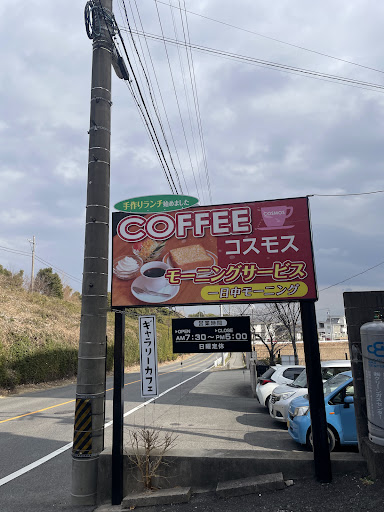 手作りランチ始めました
COFFEE
コスモス
COSMOS
モーニングサービス
一日中モーニング
ギャラリーカフェ
営業時間
OPEN
CLOSE
AM7:30～PM5:00
日曜定休